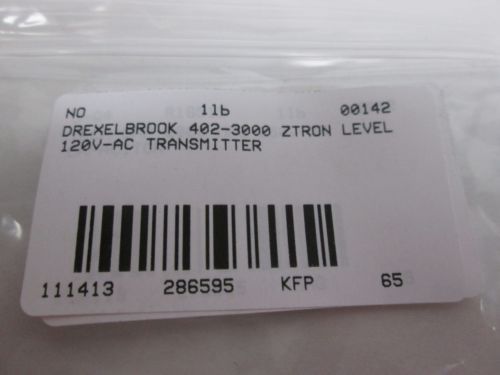 NO 1lb 00142
DREXELBROOK 402-3000 ZTRON LEVEL
120V-AC TRANSMITTER
111413 286595 KFP 65